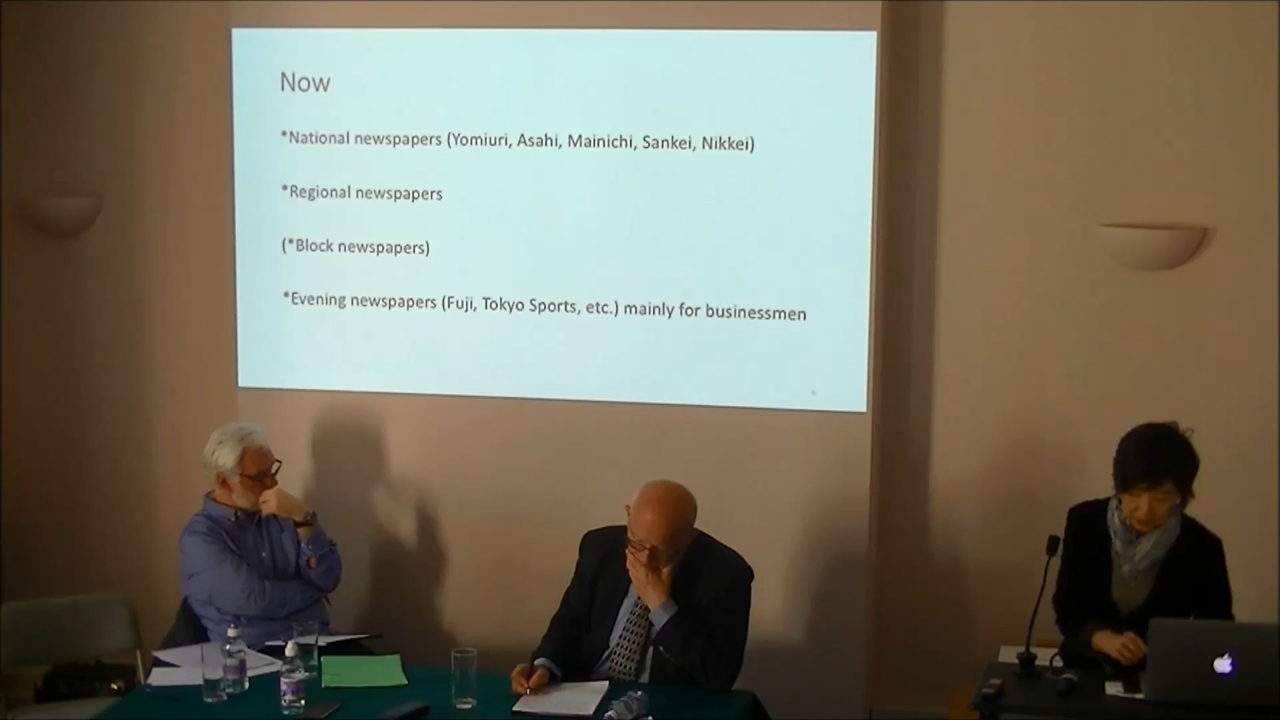 Now
*National newspapers (Yomiuri, Asahi, Mainichi, Sankei, Nikkei)
*Regional newspapers
(*Block newspapers)
*Evening newspapers (Fuji, Tokyo Sports, etc.) mainly for businessmen